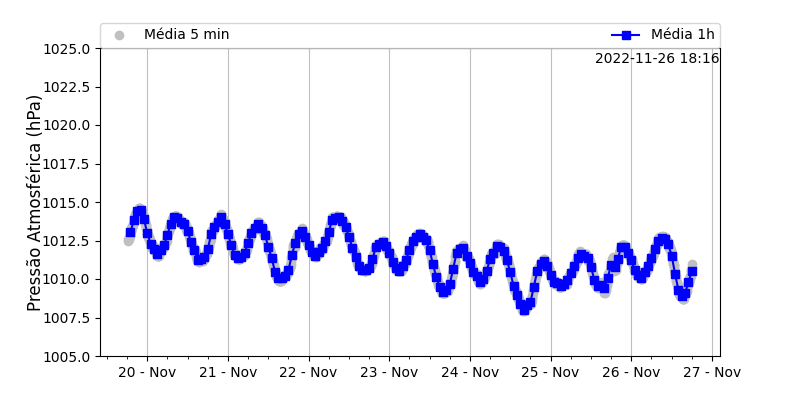 Média 5 min
Média 1h
2022-11-26 18:16
Pressão Atmosférica (hPa)
1025.0
1022.5
1020.0
1017.5
1015.0
1012.5
1010.0
1007.5
1005.0
20 - Nov
21 - Nov
22 - Nov
23 - Nov
24 - Nov
25 - Nov
26 - Nov
27 - Nov